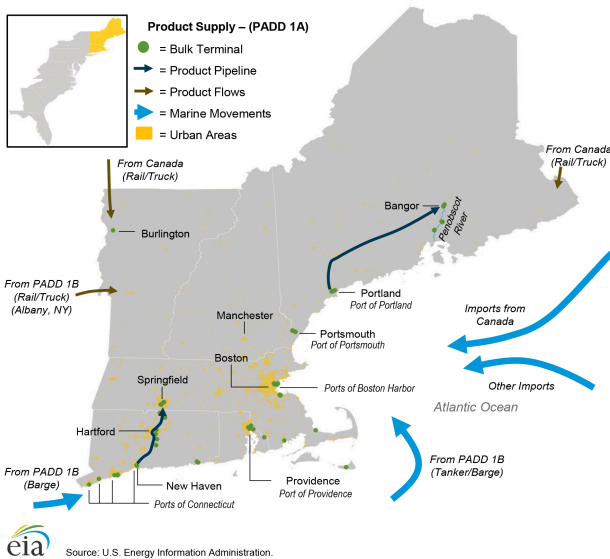 Product Supply – (PADD 1A)
= Bulk Terminal
= Product Pipeline
= Product Flows
= Marine Movements
= Urban Areas
From Canada
(Rail/Truck)
From Canada
(Rail/Truck)
Burlington
Bangor
Penobscot
River
From PADD 1B
(Rail/Truck)
(Albany, NY)
Portland
Port of Portland
Manchester
Portsmouth
Port of Portsmouth
Imports from
Canada
Boston
Springfield
Ports of Boston Harbor
Other Imports
Atlantic Ocean
Hartford
From PADD 1B
(Barge)
From PADD 1B
(Tanker/Barge)
New Haven
Providence
Port of Providence
Ports of Connecticut
eia
Source: U.S. Energy Information Administration.